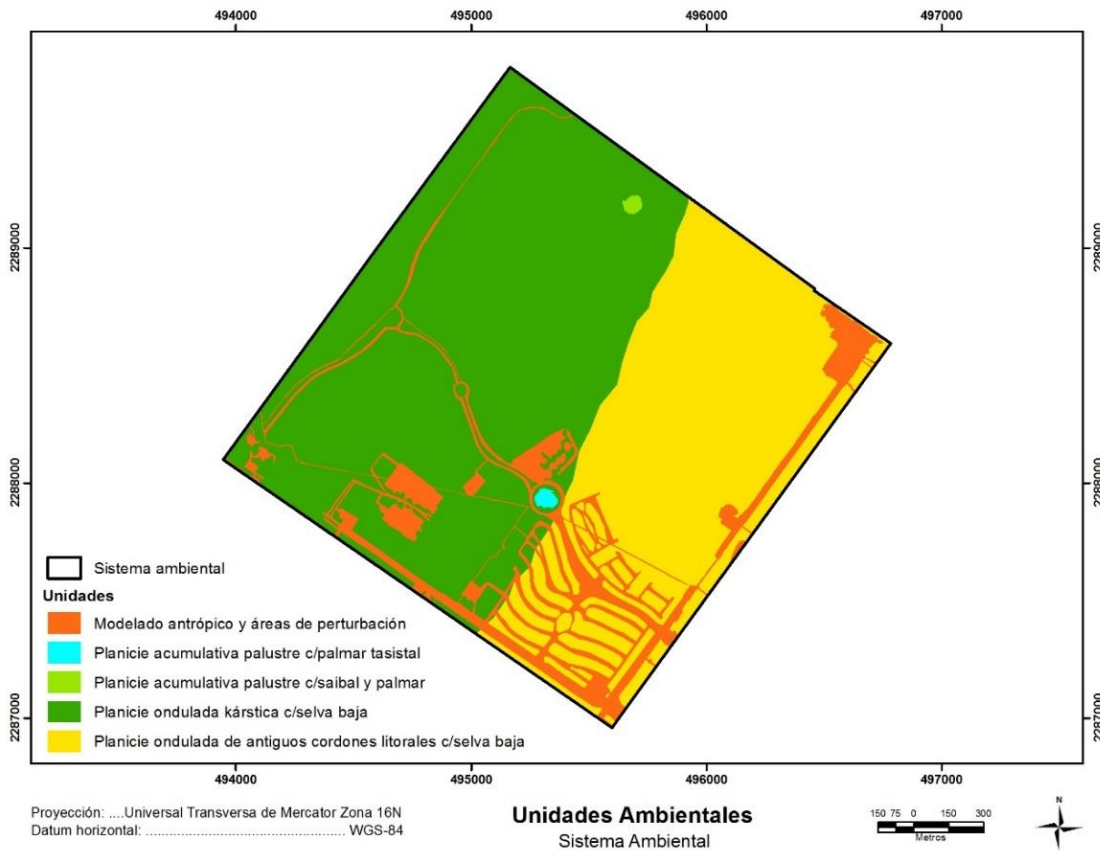 494000 495000 496000 497000
2289000 2289000
2288000 2288000
2287000 2287000
Sistema ambiental
Unidades
Modelado antrópico y áreas de perturbación
Planicie acumulativa palustre c/palmar tasistal
Planicie acumulativa palustre c/saibal y palmar
Planicie ondulada kárstica c/selva baja
Planicie ondulada de antiguos cordones litorales c/selva baja
494000 495000 496000 497000
Proyección: ....Universal Transversa de Mercator Zona 16N
Datum horizontal: ................................................ WGS-84
Unidades Ambientales
Sistema Ambiental
150 75 0 150 300
Metros
N